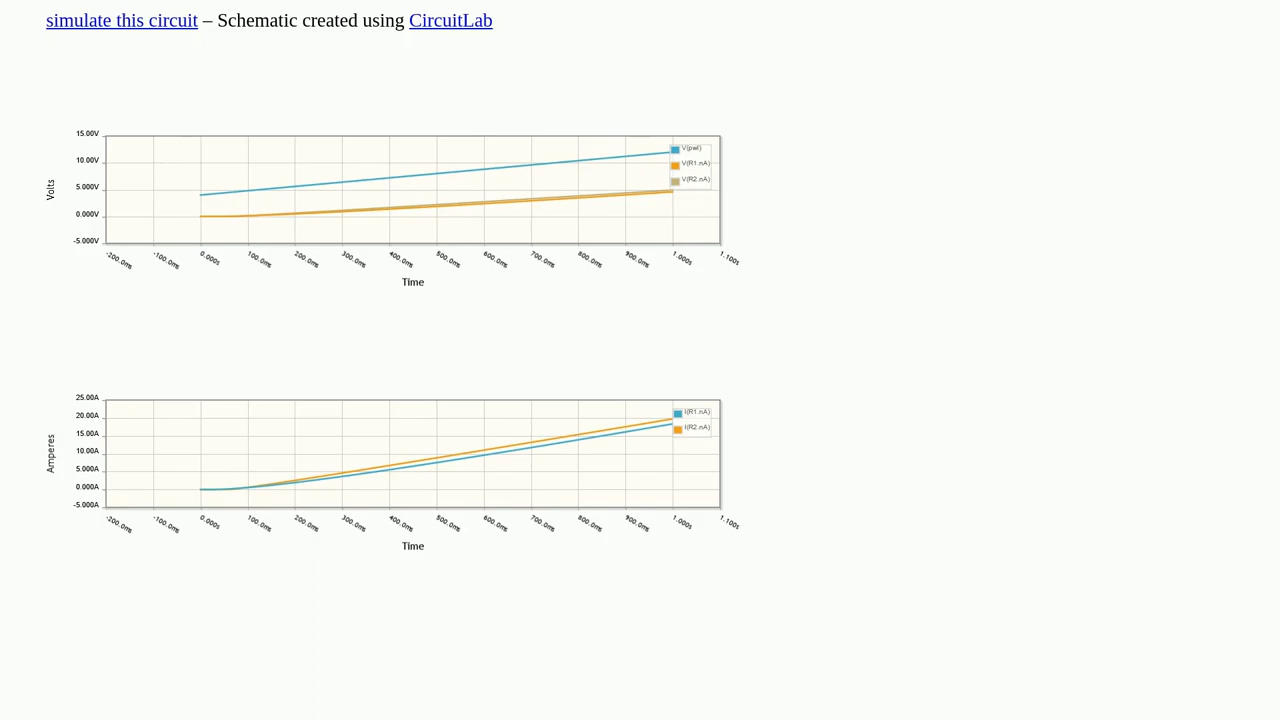 simulate this circuit – Schematic created using CircuitLab
15.00V
10.00V
5.000V
0.000V
-5.000V
Volts
V(pwl)
V(R1.nA)
V(R2.nA)
-200.0ms -100.0ms 0.000s 100.0ms 200.0ms 300.0ms 400.0ms 500.0ms 600.0ms 700.0ms 800.0ms 900.0ms 1.000s 1.100s
Time
25.00A
20.00A
15.00A
10.00A
5.000A
0.000A
-5.000A
Amperes
I(R1.nA)
I(R2.nA)
-200.0ms -100.0ms 0.000s 100.0ms 200.0ms 300.0ms 400.0ms 500.0ms 600.0ms 700.0ms 800.0ms 900.0ms 1.000s 1.100s
Time